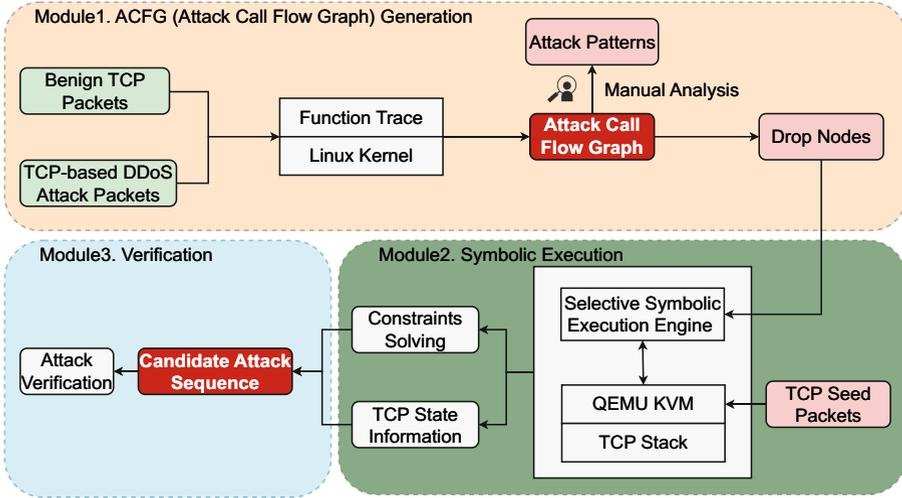 Module1. ACFG (Attack Call Flow Graph) Generation
Benign TCP
Packets
TCP-based DDoS
Attack Packets
Function Trace
Linux Kernel
Attack Patterns
Manual Analysis
Attack Call
Flow Graph
Drop Nodes
Module2. Symbolic Execution
Selective Symbolic
Execution Engine
QEMU KVM
TCP Stack
TCP Seed
Packets
Constraints
Solving
TCP State
Information
Module3. Verification
Candidate Attack
Sequence
Attack
Verification